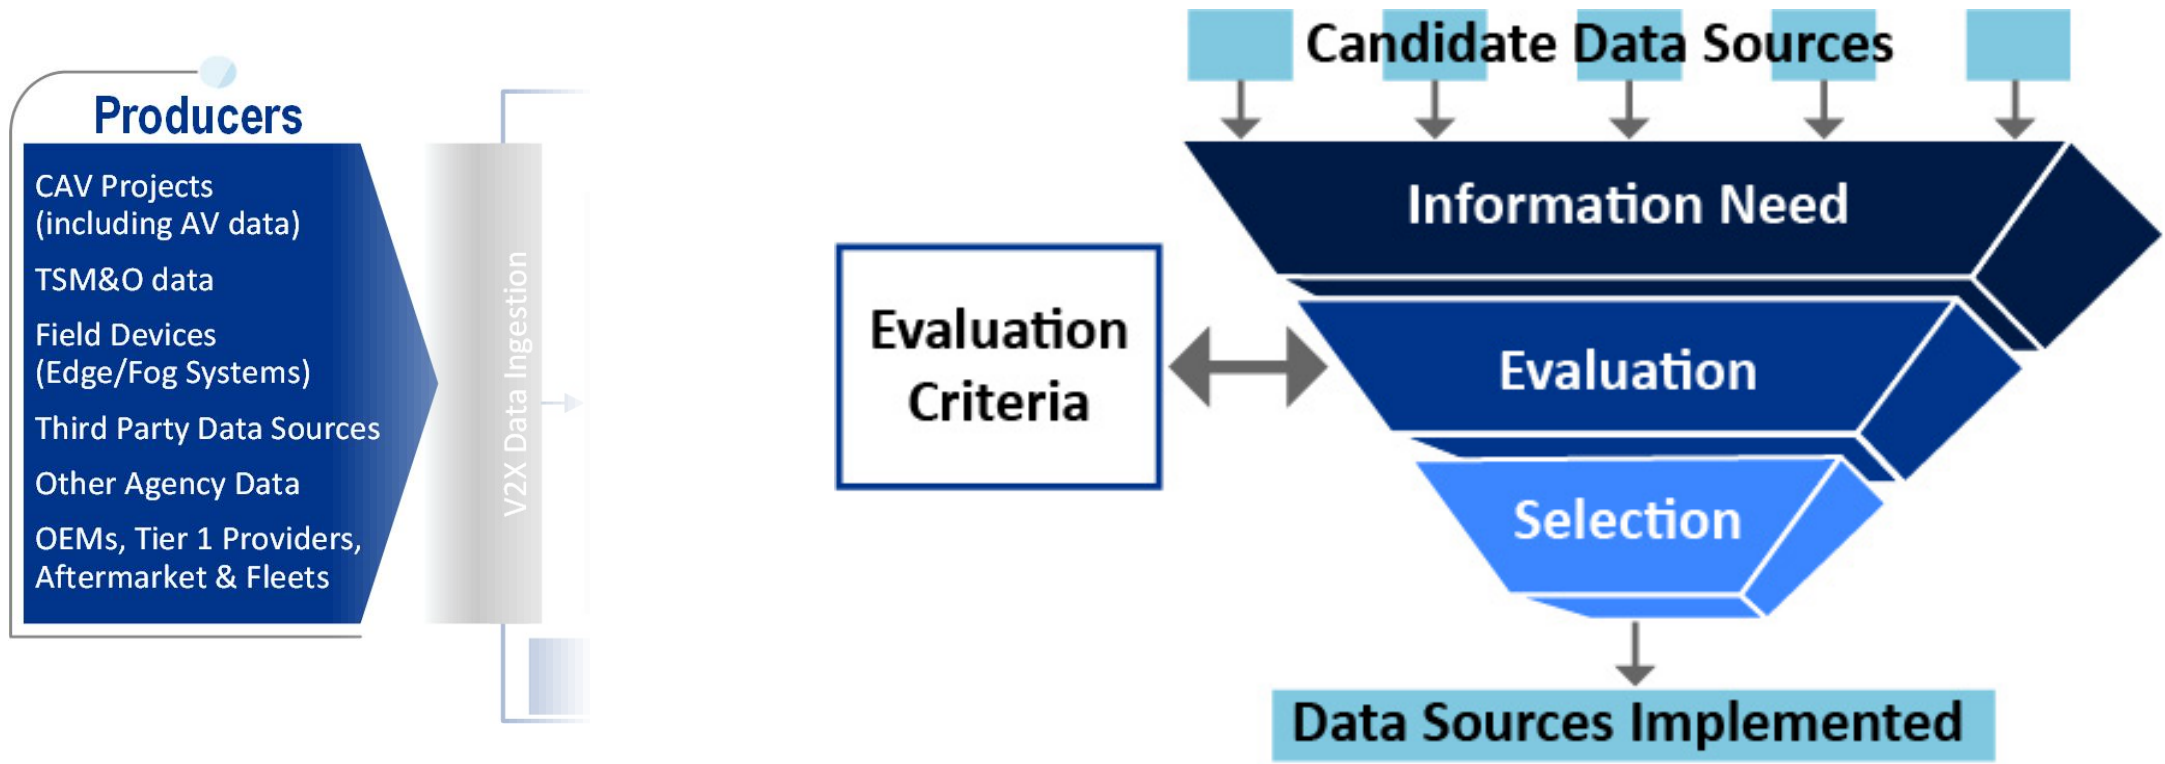 Producers
CAV Projects
(including AV data)
TSM&O data
Field Devices
(Edge/Fog Systems)
Third Party Data Sources
Other Agency Data
OEMs, Tier 1 Providers,
Aftermarket & Fleets
V2X Data Ingestion
Candidate Data Sources
Information Need
Evaluation
Criteria
Evaluation
Selection
Data Sources Implemented